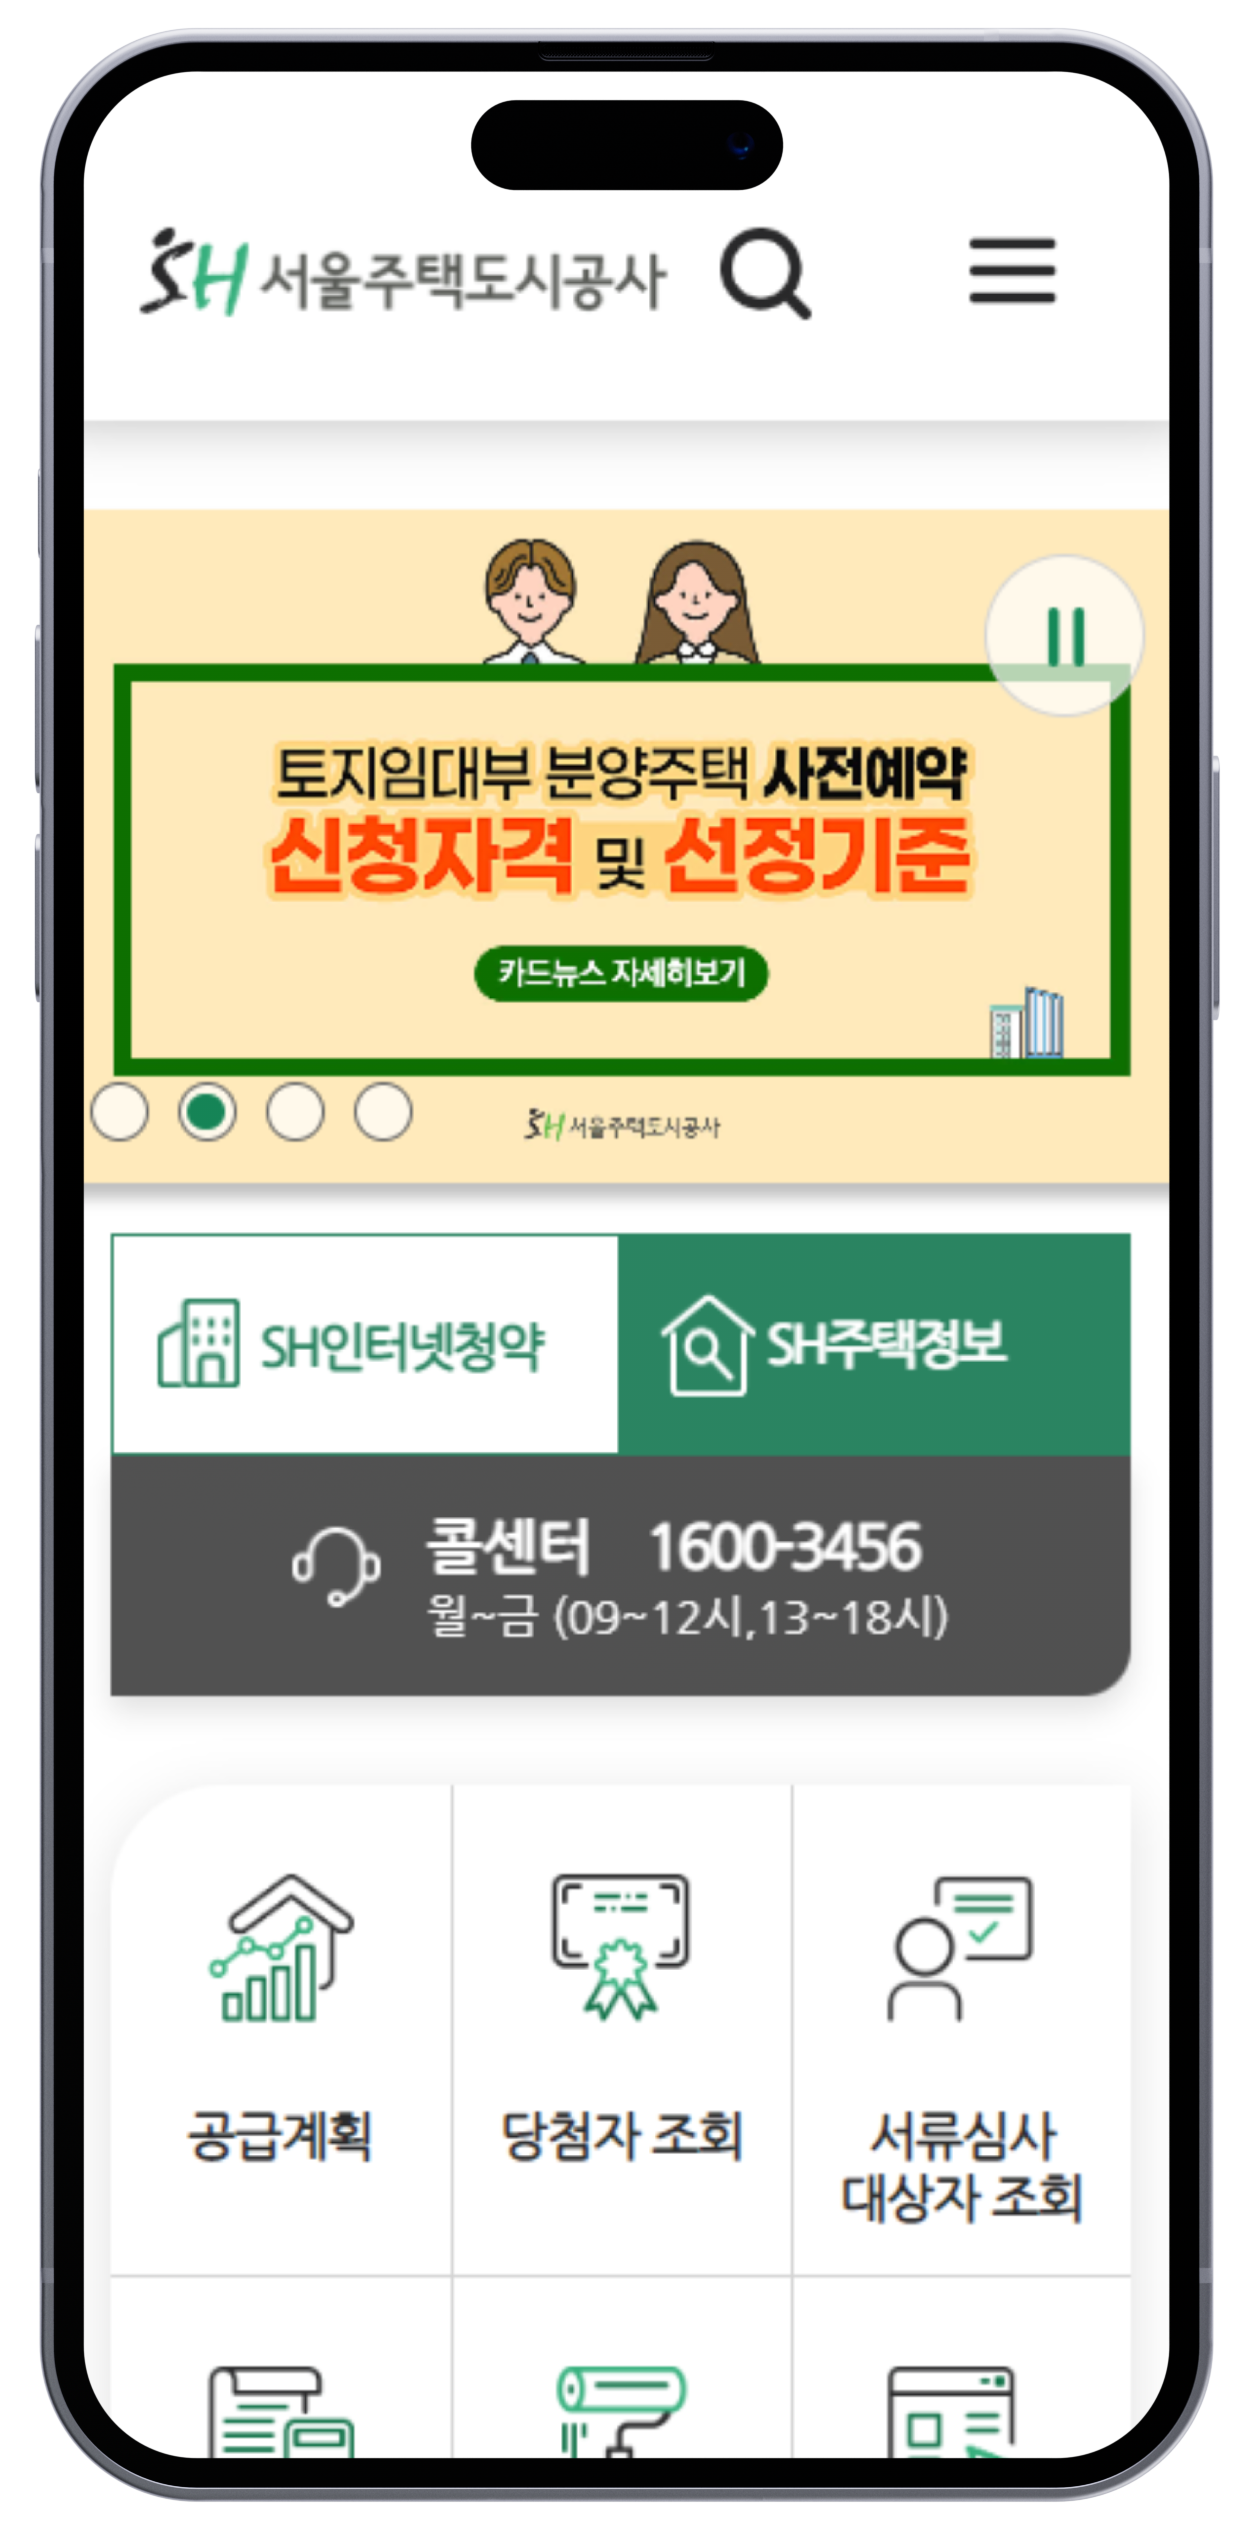 SH 서울주택도시공사
토지임대부 분양주택 사전예약
신청자격 및 선정기준
카드뉴스 자세히보기
SH 서울주택도시공사
SH인터넷청약
SH주택정보
콜센터 1600-3456
월~금 (09~12시,13~18시)
공급계획
당첨자 조회
서류심사
대상자 조회